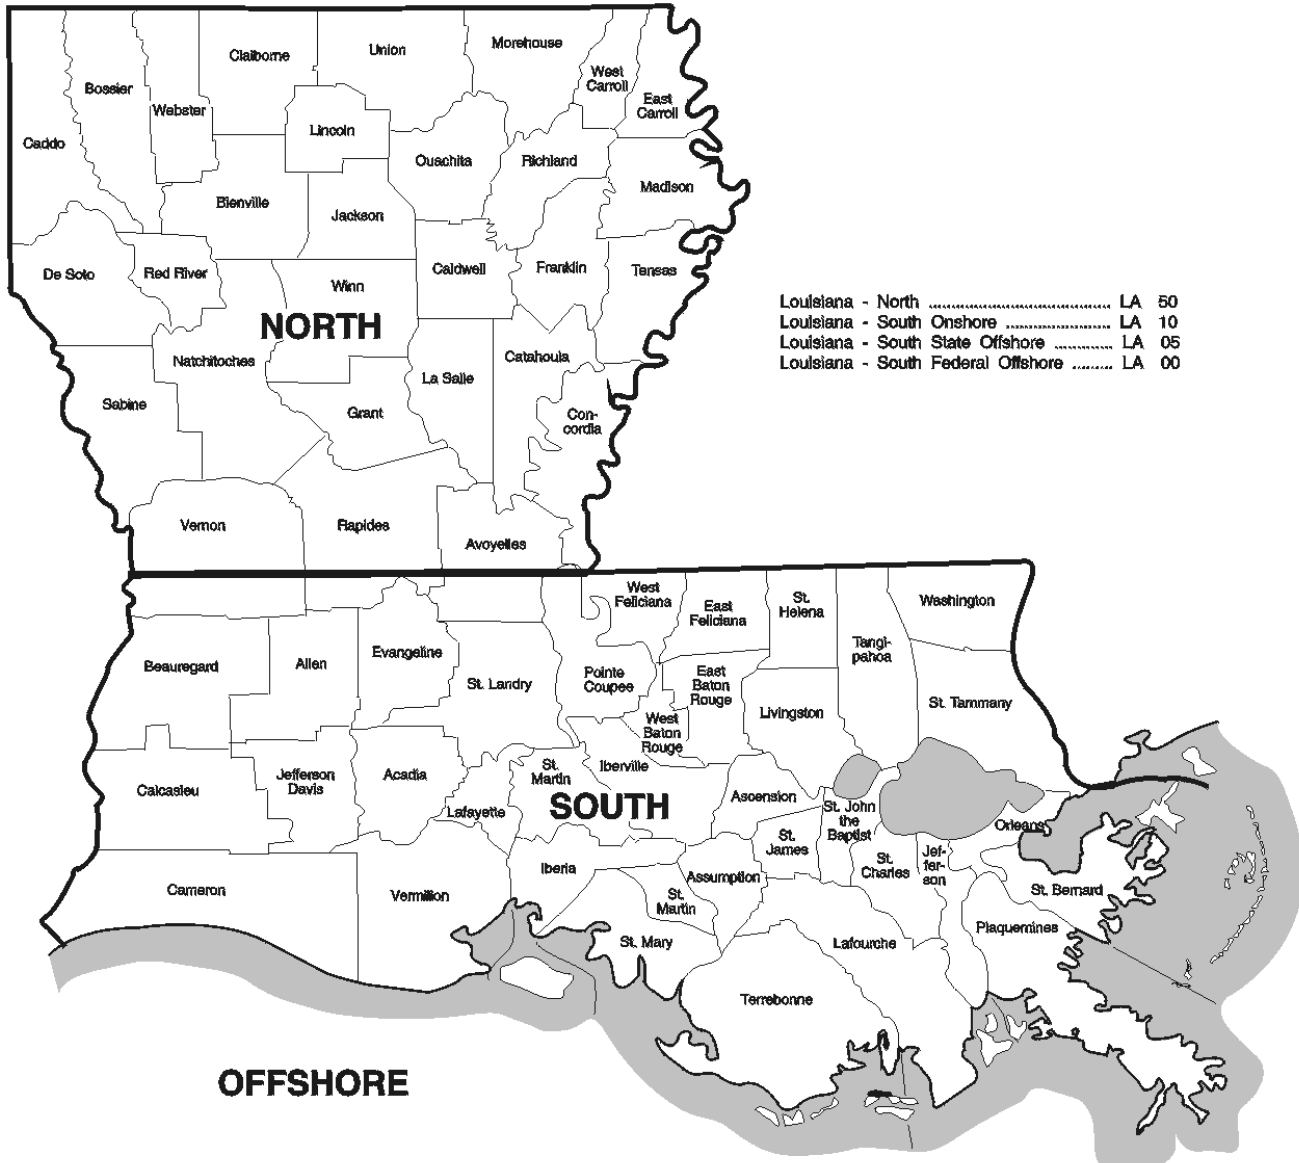 Claiborne
Union
Morehouse
West
Carroll
East
Carroll
Bossier
Webster
Lincoln
Caddo
Ouachita
Richland
Madison
Bienville
Jackson
De Soto
Red River
Winn
Caldwell
Franklin
Tensas
NORTH
Natchitoches
Catahoula
La Salle
Sabine
Grant
Con-
cordia
Vernon
Rapides
Avoyelles
Louisiana - North ........................................ LA 50
Louisiana - South Onshore ....................... LA 10
Louisiana - South State Offshore ............. LA 05
Louisiana - South Federal Offshore ......... LA 00
West
Feliciana
East
Feliciana
St.
Helena
Washington
Tangi-
pahoa
Beauregard
Allen
Evangeline
St. Landry
Pointe
Coupee
East
Baton
Rouge
West
Baton
Rouge
Livingston
St. Tammany
Calcasieu
Jefferson
Davis
Acadia
Lafayette
St.
Martin
Iberville
SOUTH
Ascension
St. John
the
Baptist
Orleans
St.
James
St.
Charles
Jef-
fer-
son
Cameron
Vermilion
Iberia
Assumption
St.
Martin
St. Bernard
St. Mary
Lafourche
Plaquemines
Terrebonne
OFFSHORE